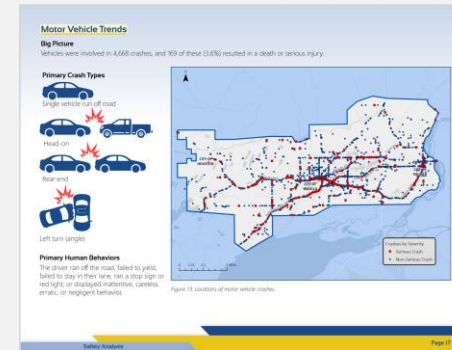 Motor Vehicle Trends
Big Picture
Vehicles were involved in 4,668 crashes, and 169 of these (3.6%) resulted in a death or serious injury.
Primary Crash Types
Single vehicle run off road
Head-on
Rear-end
Left turn (angle)
Primary Human Behaviors
The driver ran off the road, failed to yield,
failed to stay in their lane, ran a stop sign or
red light, or displayed inattentive, careless,
erratic, or negligent behavior.
Crashes by Severity
Serious Crash
Non-Serious Crash
Figure 13. Locations of motor vehicle crashes
Safety Analysis
Page 17